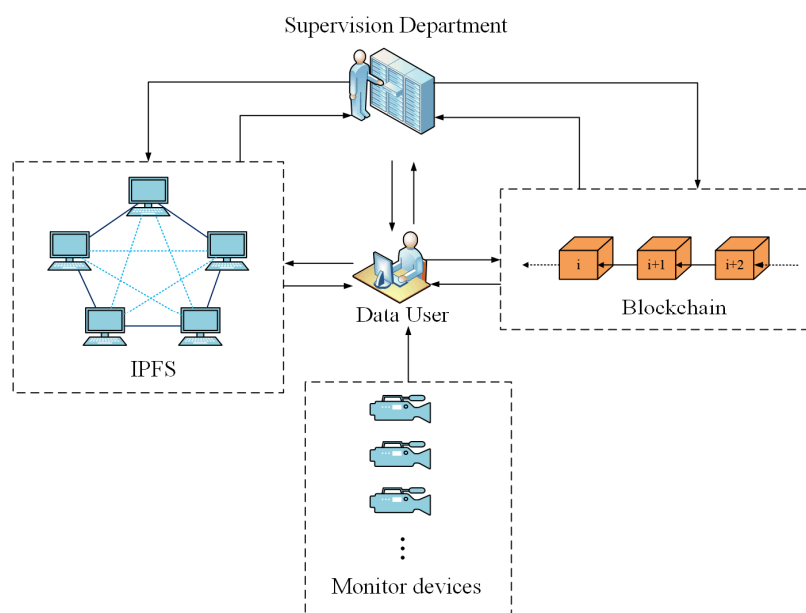 Supervision Department
i
i+1
i+2
Data User
Blockchain
IPFS
Monitor devices